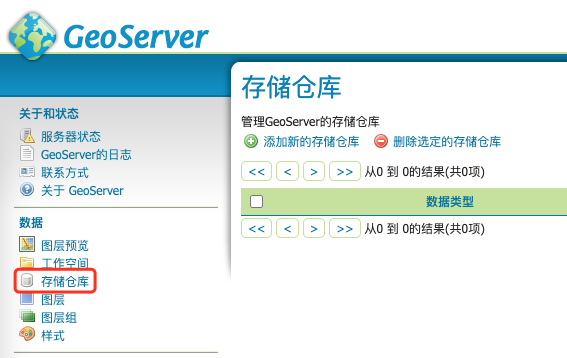 GeoServer
关于和状态
服务器状态
GeoServer的日志
联系方式
关于 GeoServer
数据
图层预览
工作空间
存储仓库
图层
图层组
样式
存储仓库
管理GeoServer的存储仓库
添加新的存储仓库 删除选定的存储仓库
<< < > >> 从0 到 0的结果(共0项)
数据类型
<< < > >> 从0 到 0的结果(共0项)